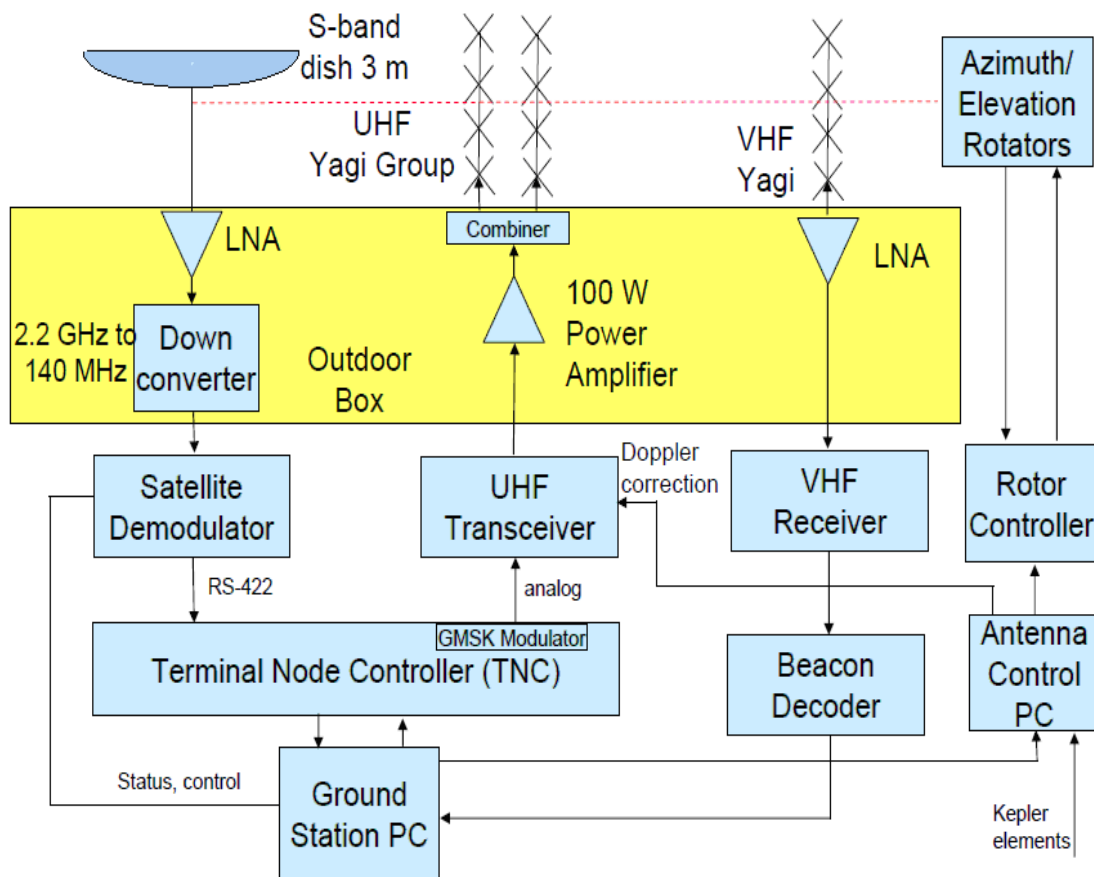 S-band
dish 3 m
Azimuth/
Elevation
Rotators
UHF
Yagi Group
VHF
Yagi
LNA
Combiner
LNA
100 W
Power
Amplifier
2.2 GHz to
140 MHz
Down
converter
Outdoor
Box
Satellite
Demodulator
UHF
Transceiver
Doppler
correction
VHF
Receiver
Rotor
Controller
RS-422
analog
GMSK Modulator
Terminal Node Controller (TNC)
Beacon
Decoder
Antenna
Control
PC
Status, control
Ground
Station PC
Kepler
elements